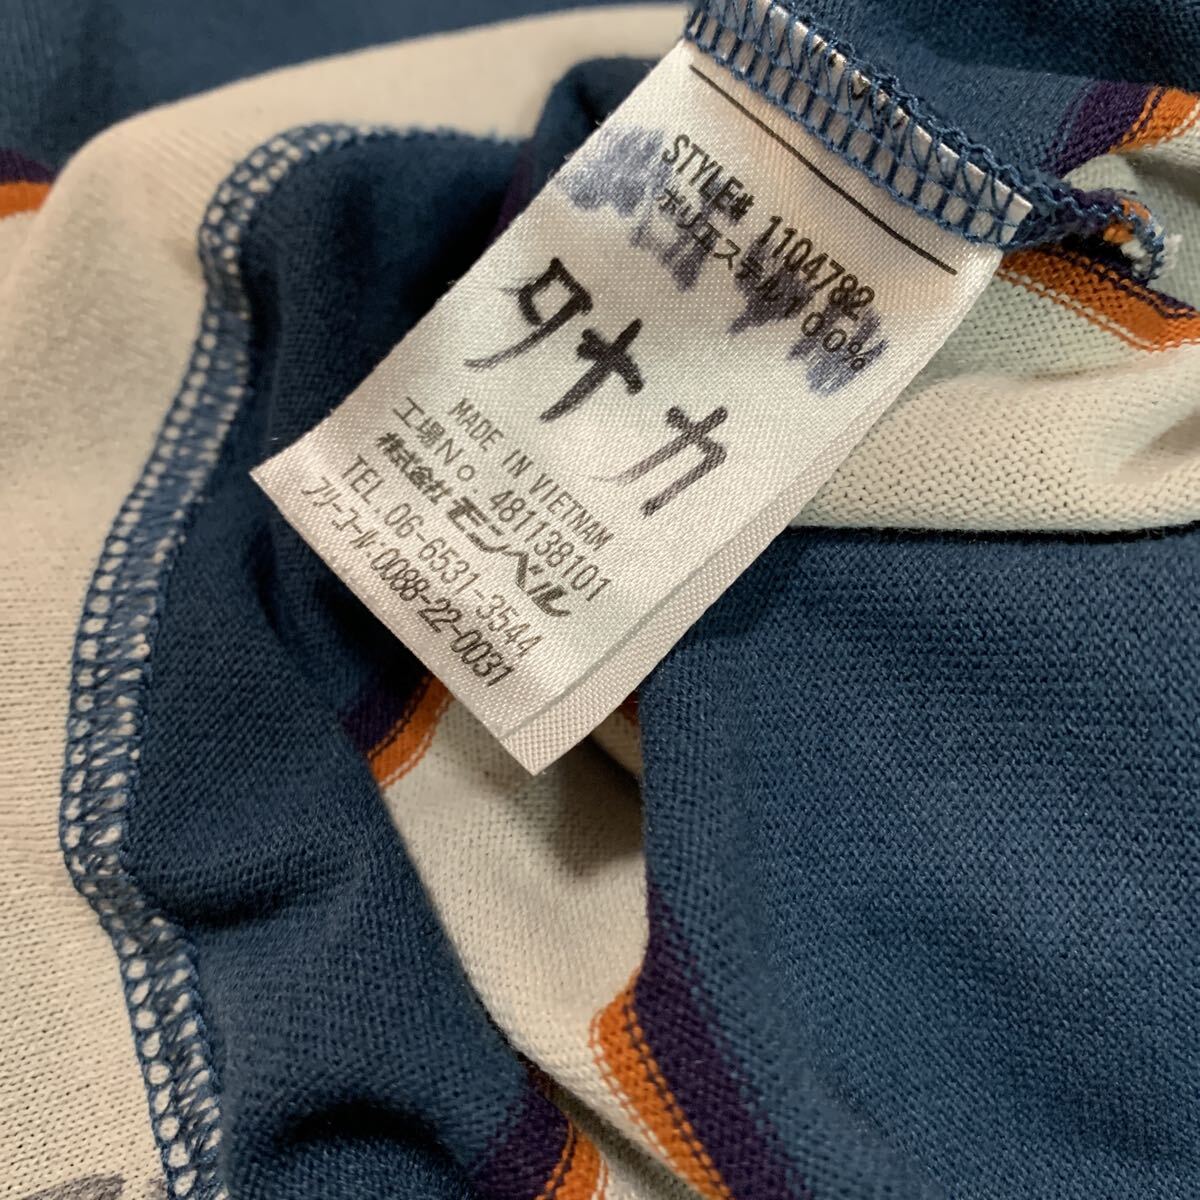 STYLE# 1104782
ポリエステル100%
タナカ
MADE IN VIETNAM
工場No. 481138101
株式会社モンベル
TEL.06-6531-3544
フリーコール:0088-22-0031